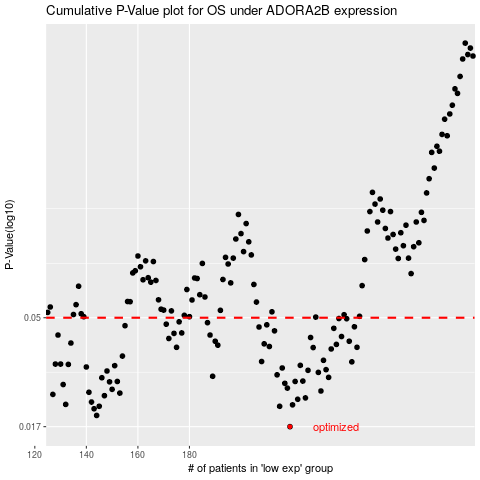 Cumulative P-Value plot for OS under ADORA2B expression
P-Value(log10)
0.05
0.017
optimized
120 140 160 180
# of patients in 'low exp' group